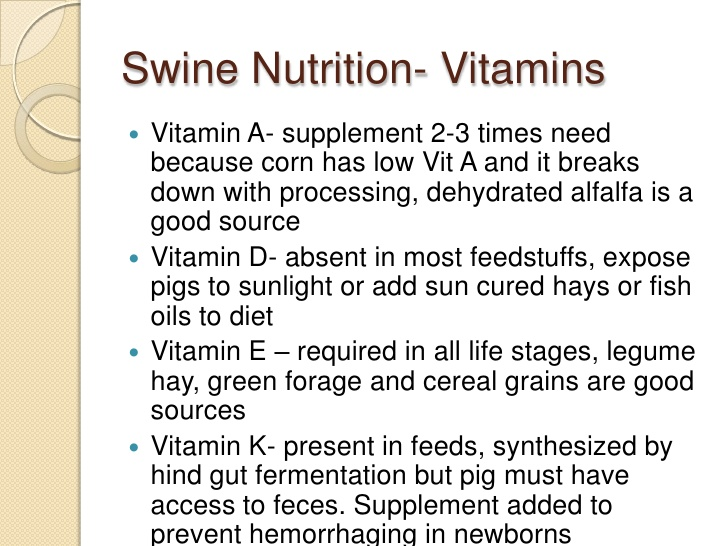 Swine Nutrition- Vitamins
• Vitamin A- supplement 2-3 times need
because corn has low Vit A and it breaks
down with processing, dehydrated alfalfa is a
good source
• Vitamin D- absent in most feedstuffs, expose
pigs to sunlight or add sun cured hays or fish
oils to diet
• Vitamin E – required in all life stages, legume
hay, green forage and cereal grains are good
sources
• Vitamin K- present in feeds, synthesized by
hind gut fermentation but pig must have
access to feces. Supplement added to
prevent hemorrhaging in newborns